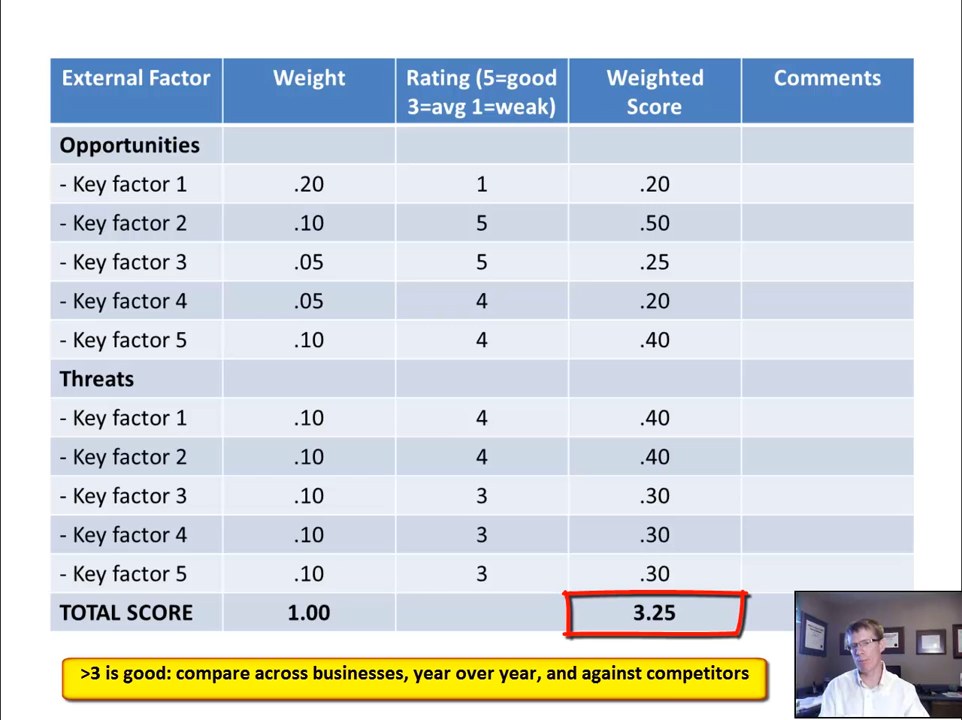 External Factor Weight Rating (5=good 3=avg 1=weak) Weighted Score Comments
Opportunities
- Key factor 1 .20 1 .20
- Key factor 2 .10 5 .50
- Key factor 3 .05 5 .25
- Key factor 4 .05 4 .20
- Key factor 5 .10 4 .40
Threats
- Key factor 1 .10 4 .40
- Key factor 2 .10 4 .40
- Key factor 3 .10 3 .30
- Key factor 4 .10 3 .30
- Key factor 5 .10 3 .30
TOTAL SCORE 1.00 3.25
>3 is good: compare across businesses, year over year, and against competitors